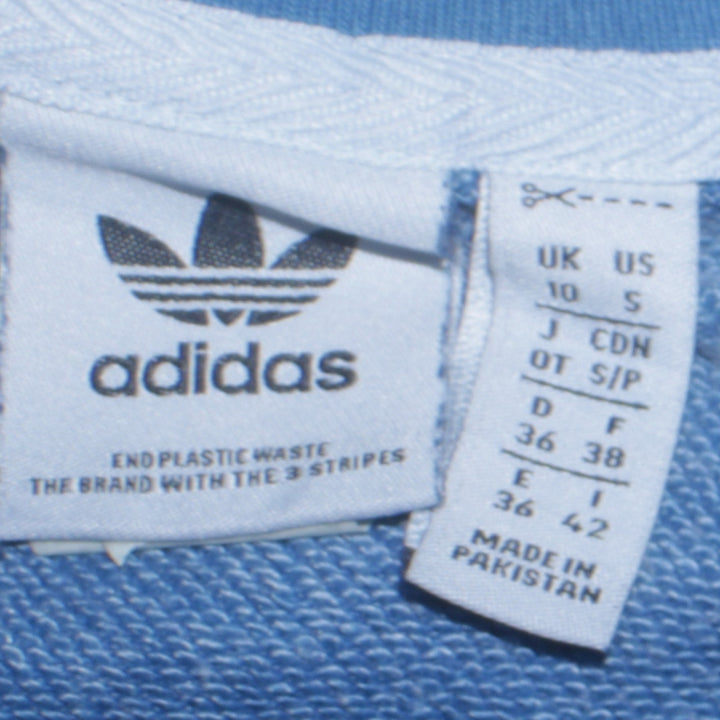 adidas
END PLASTIC WASTE
THE BRAND WITH THE 3 STRIPES
UK US
10 S
J CDN
OT S/P
D F
36 38
E I
36 42
MADE IN
PAKISTAN